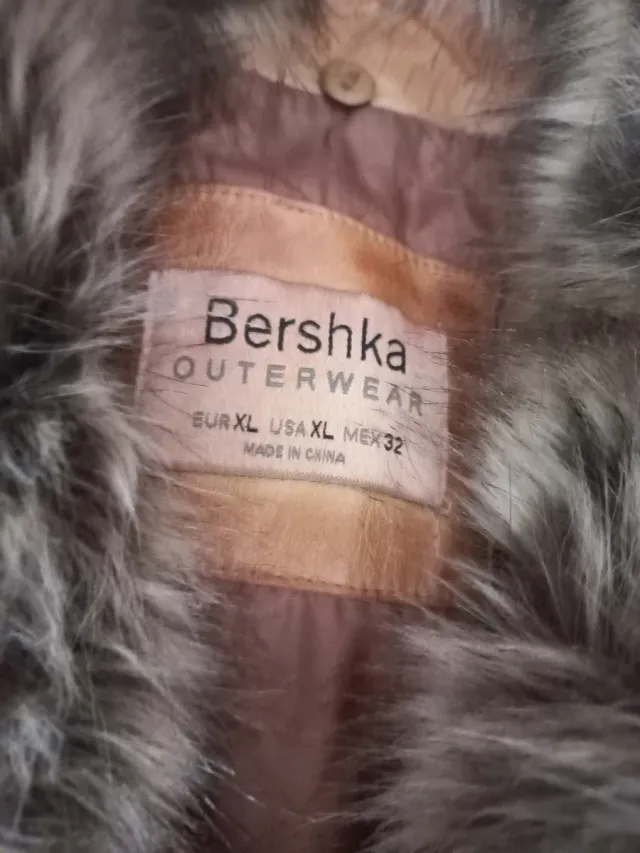 Bershka
OUTERWEAR
EUR XL USA XL MEX 32
MADE IN CHINA